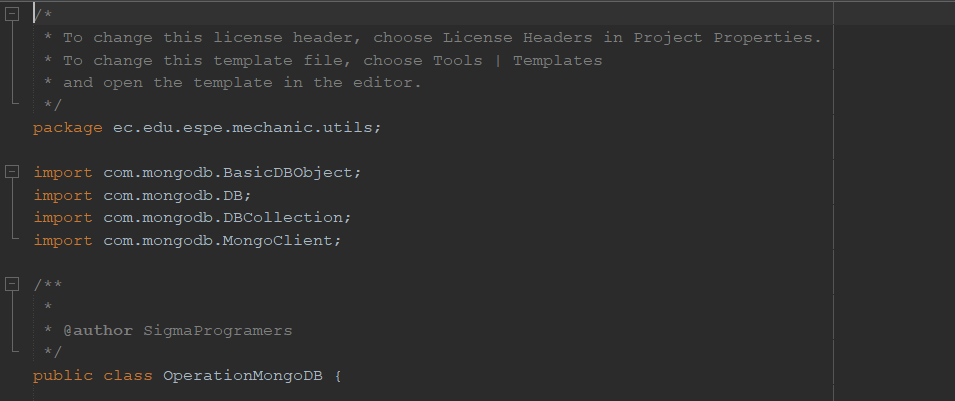 /*
 * To change this license header, choose License Headers in Project Properties.
 * To change this template file, choose Tools | Templates
 * and open the template in the editor.
 */
package ec.edu.espe.mechanic.utils;

import com.mongodb.BasicDBObject;
import com.mongodb.DB;
import com.mongodb.DBCollection;
import com.mongodb.MongoClient;

/**
 *
 * @author SigmaProgramers
 */
public class OperationMongoDB {